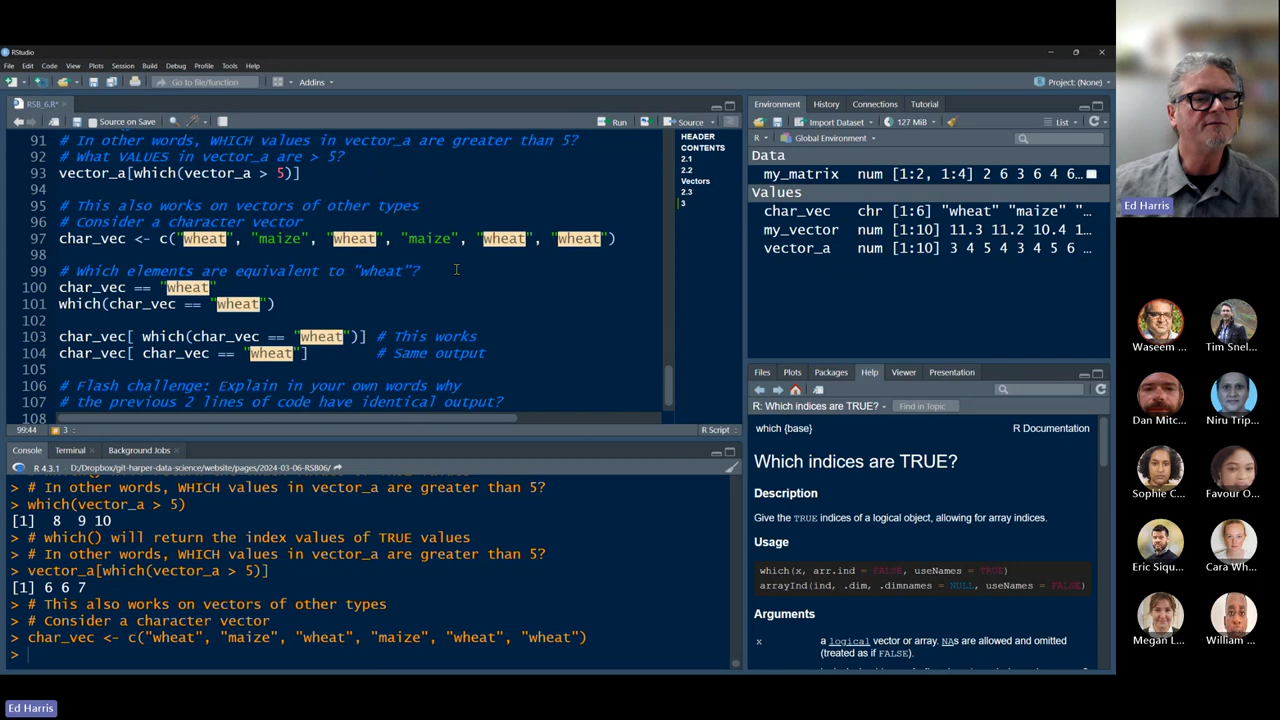 RStudio
File Edit Code View Plots Session Build Debug Profile Tools Help
Go to file/function
Addins
Project: (None)
RSB_6.R*
Source on Save
Run
Source
91 # In other words, WHICH values in vector_a are greater than 5?
92 # What VALUES in vector_a are > 5?
93 vector_a[which(vector_a > 5)]
94
95 # This also works on vectors of other types
96 # Consider a character vector
97 char_vec <- c("wheat", "maize", "wheat", "maize", "wheat", "wheat")
98
99 # Which elements are equivalent to "wheat"?
100 char_vec == "wheat"
101 which(char_vec == "wheat")
102
103 char_vec[ which(char_vec == "wheat")] # This works
104 char_vec[ char_vec == "wheat"] # Same output
105
106 # Flash challenge: Explain in your own words why
107 # the previous 2 lines of code have identical output?
108
HEADER
CONTENTS
2.1
2.2
Vectors
2.3
3
99:44
3
R Script
Console Terminal Background Jobs
R 4.3.1 · D:/Dropbox/git-harper-data-science/website/pages/2024-03-06-RSB06/
> # In other words, WHICH values in vector_a are greater than 5?
> which(vector_a > 5)
[1] 8 9 10
> # which() will return the index values of TRUE values
> # In other words, WHICH values in vector_a are greater than 5?
> vector_a[which(vector_a > 5)]
[1] 6 6 7
> # This also works on vectors of other types
> # Consider a character vector
> char_vec <- c("wheat", "maize", "wheat", "maize", "wheat", "wheat")
>
Environment History Connections Tutorial
Import Dataset
127 MiB
List
R
Global Environment
Data
my_matrix num [1:2, 1:4] 2 6 3 6 4 6…
Values
char_vec chr [1:6] "wheat" "maize" "…
my_vector num [1:10] 11.3 11.2 10.4 1…
vector_a num [1:10] 3 4 5 4 3 4 5 6 …
Files Plots Packages Help Viewer Presentation
R: Which indices are TRUE?
Find in Topic
which {base}
R Documentation
Which indices are TRUE?
Description
Give the TRUE indices of a logical object, allowing for array indices.
Usage
which(x, arr.ind = FALSE, useNames = TRUE)
arrayInd(ind, .dim, .dimnames = NULL, useNames = FALSE)
Arguments
x
a logical vector or array. NAs are allowed and omitted
(treated as if FALSE).
Ed Harris
Waseem ...
Tim Snel...
Dan Mitc...
Niru Trip...
Sophie C...
Favour O...
Eric Siqu...
Cara Wh...
Megan L...
William ...
Ed Harris